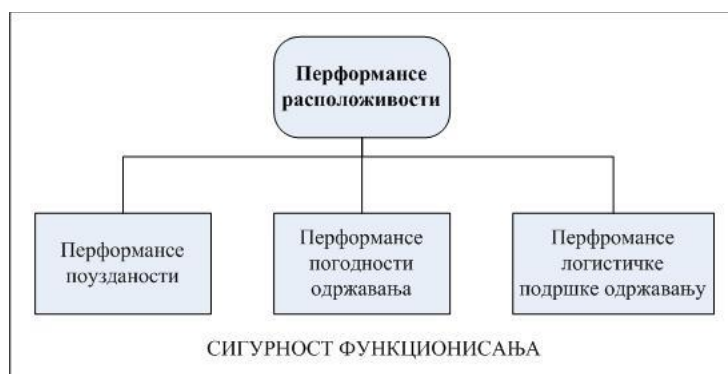 Перформансе
расположивости
Перформансе
поузданости
Перформансе
погодности
одржавања
Перфромансе
логистичке
подршке одржавању
СИГУРНОСТ ФУНКЦИОНИСАЊА